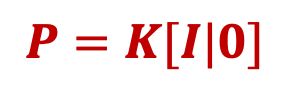 P = K[I|0]